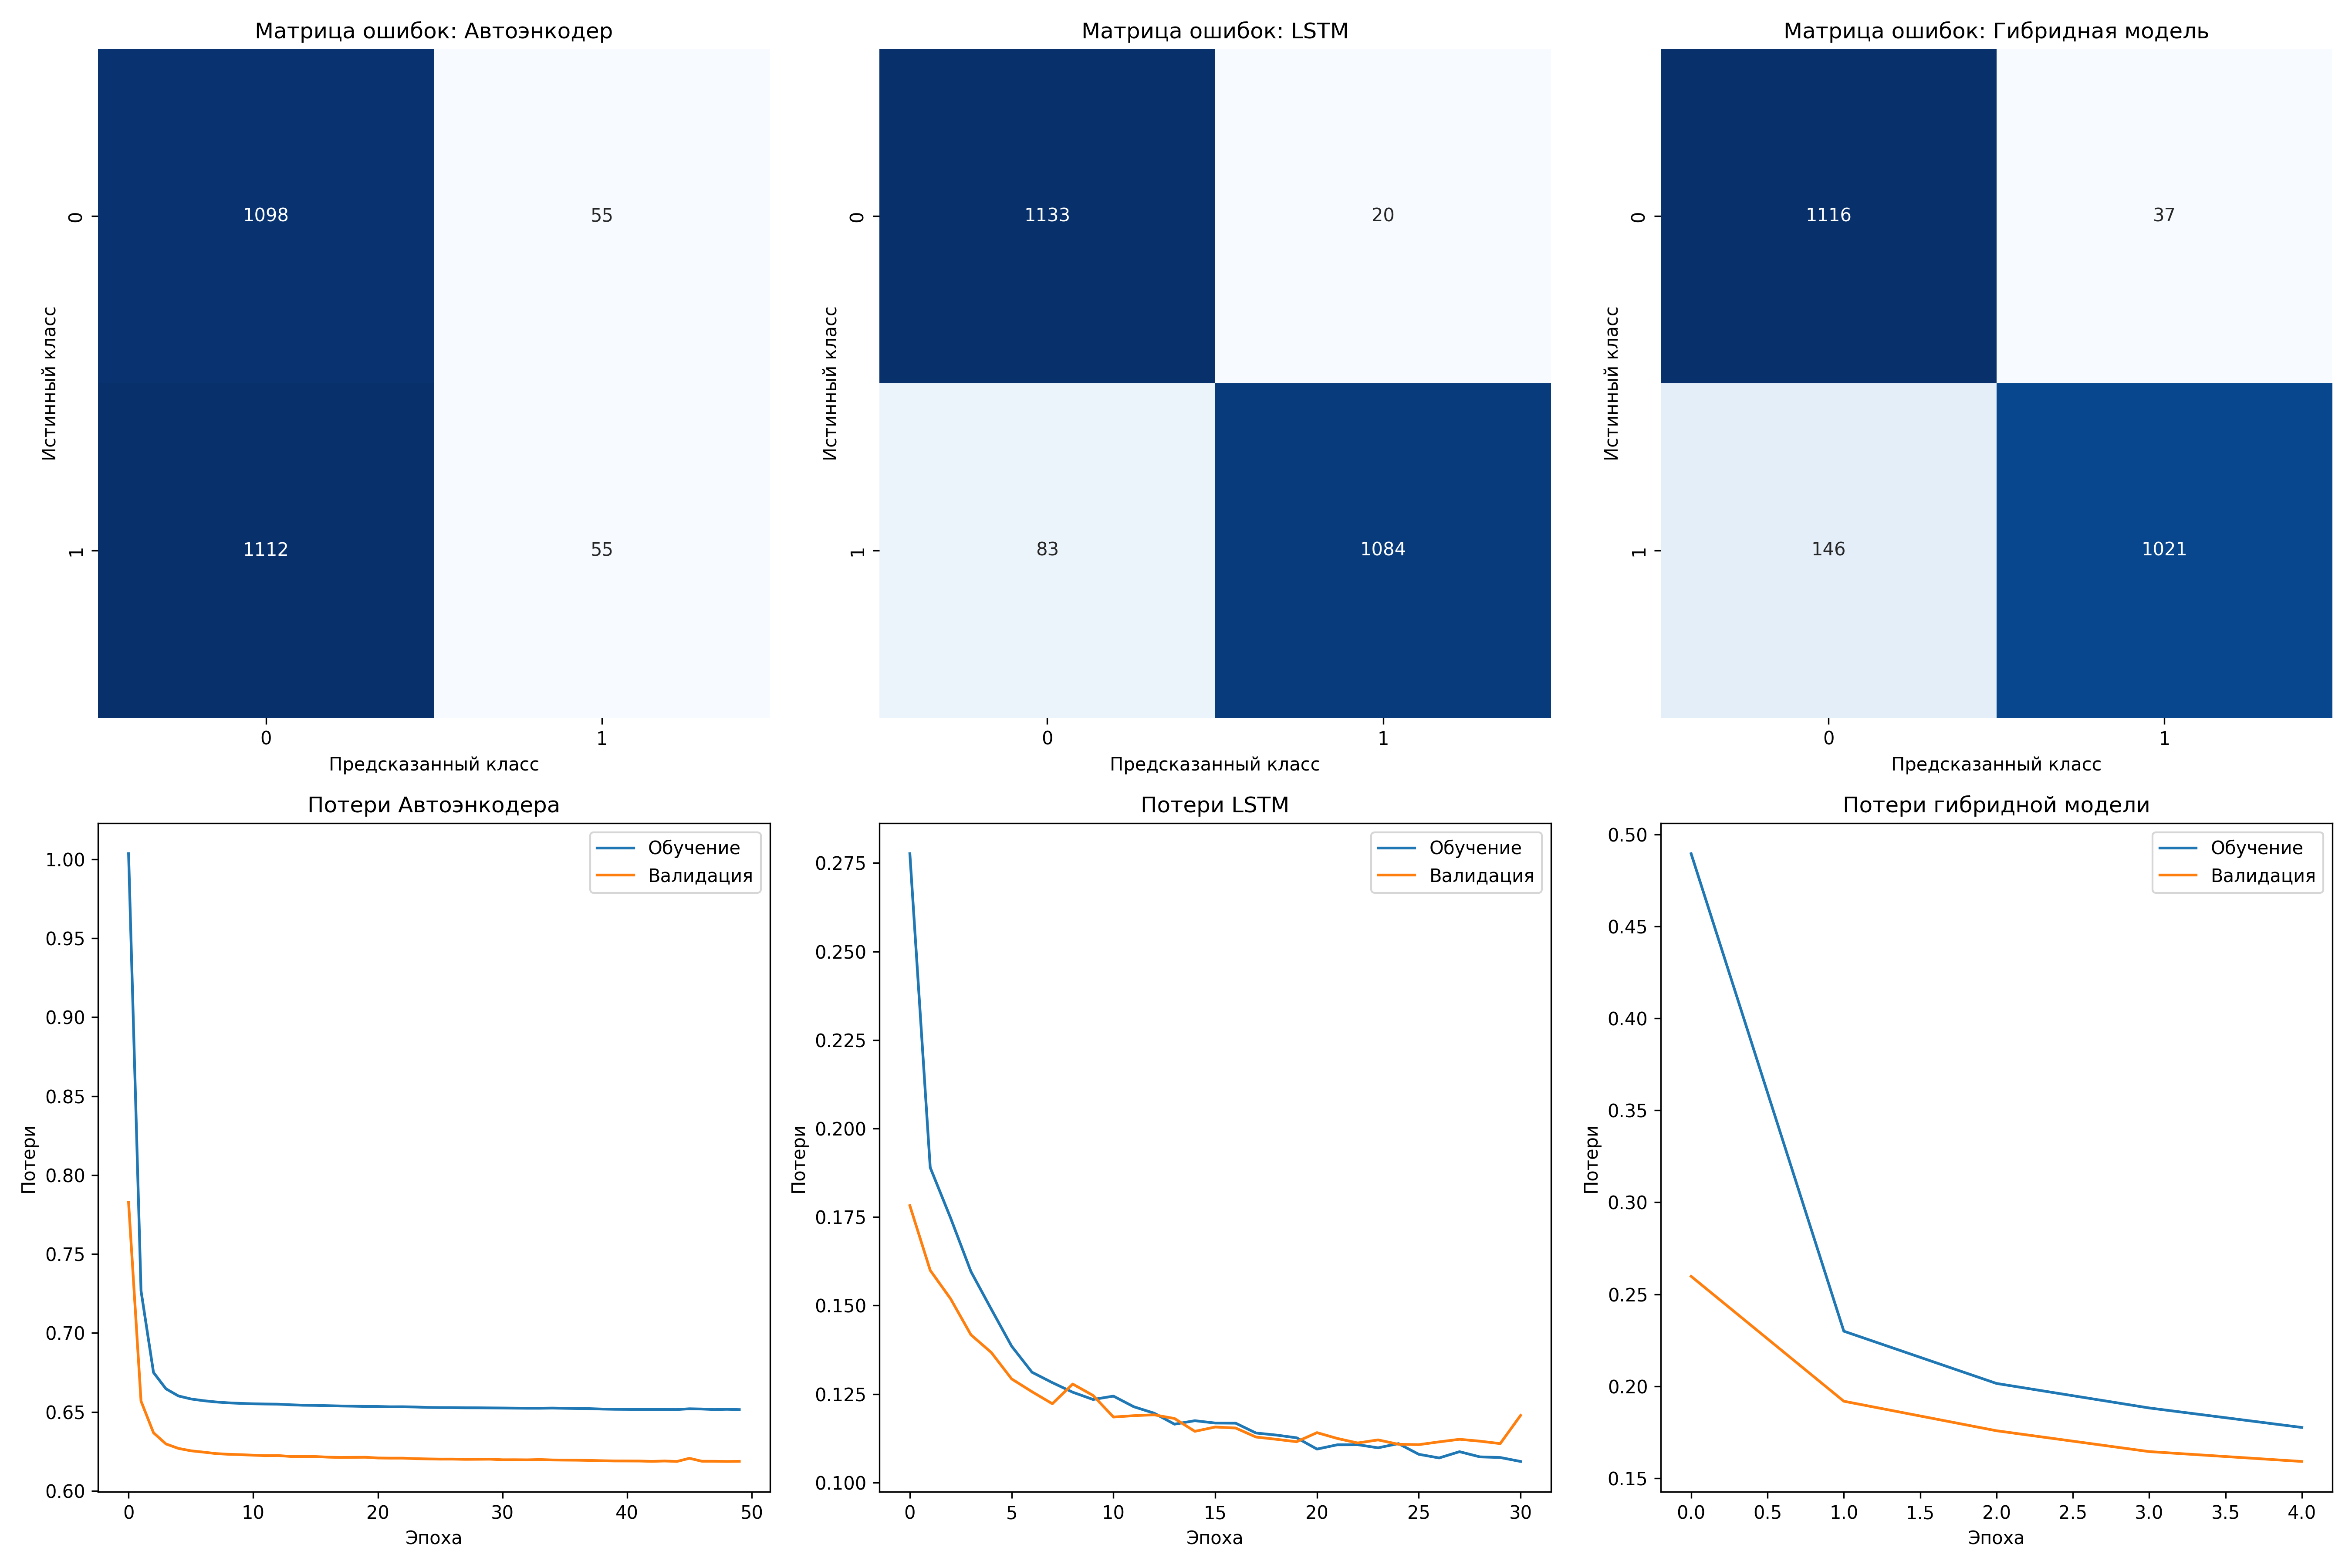 Матрица ошибок: Автоэнкодер
Истинный класс
0
1098
55
1
1112
55
0
1
Предсказанный класс
Матрица ошибок: LSTM
Истинный класс
0
1133
20
1
83
1084
0
1
Предсказанный класс
Матрица ошибок: Гибридная модель
Истинный класс
0
1116
37
1
146
1021
0
1
Предсказанный класс
Потери Автоэнкодера
Обучение
Валидация
Потери
1.00
0.95
0.90
0.85
0.80
0.75
0.70
0.65
0.60
0
10
20
30
40
50
Эпоха
Потери LSTM
Обучение
Валидация
Потери
0.275
0.250
0.225
0.200
0.175
0.150
0.125
0.100
0
5
10
15
20
25
30
Эпоха
Потери гибридной модели
Обучение
Валидация
Потери
0.50
0.45
0.40
0.35
0.30
0.25
0.20
0.15
0.0
0.5
1.0
1.5
2.0
2.5
3.0
3.5
4.0
Эпоха